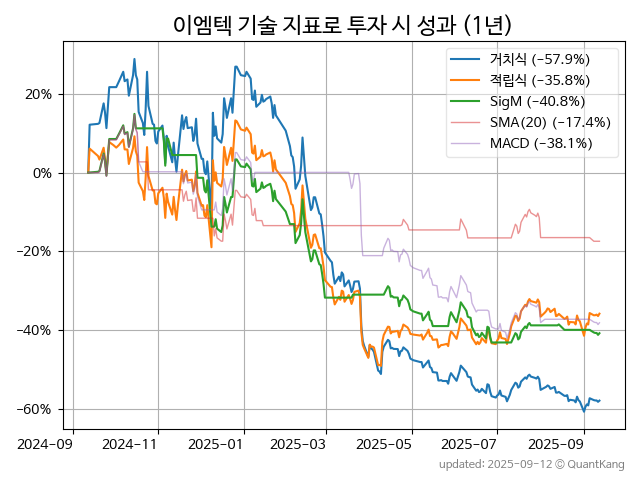 이엠텍 기술 지표로 투자 시 성과 (1년)
거치식 (−57.9%)
적립식 (−35.8%)
SigM (−40.8%)
SMA(20) (−17.4%)
MACD (−38.1%)
20%
0%
−20%
−40%
−60%
2024-09 2024-11 2025-01 2025-03 2025-05 2025-07 2025-09
updated: 2025-09-12 © QuantKang